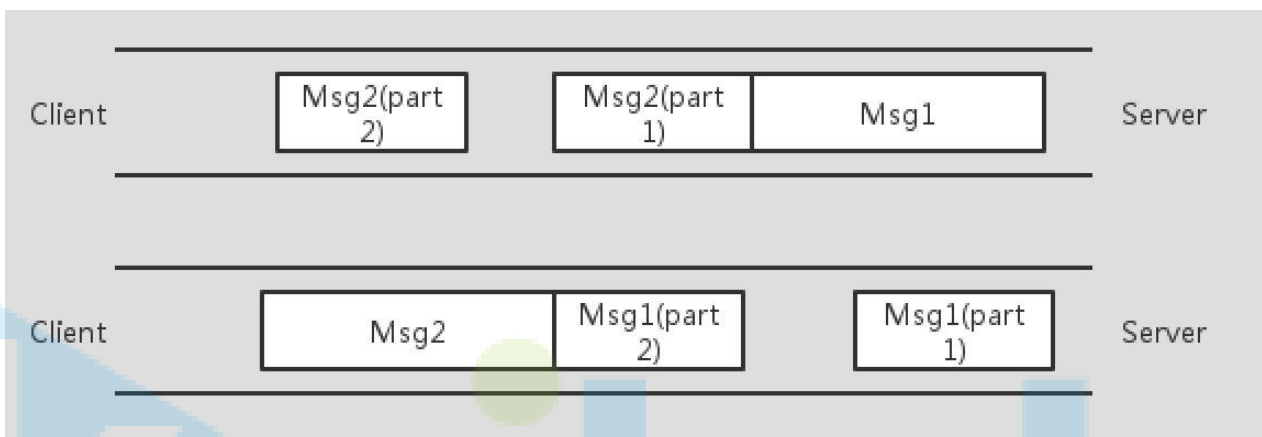 Client
Msg2(part
2)
Msg2(part
1)
Msg1
Server
Client
Msg2
Msg1(part
2)
Msg1(part
1)
Server